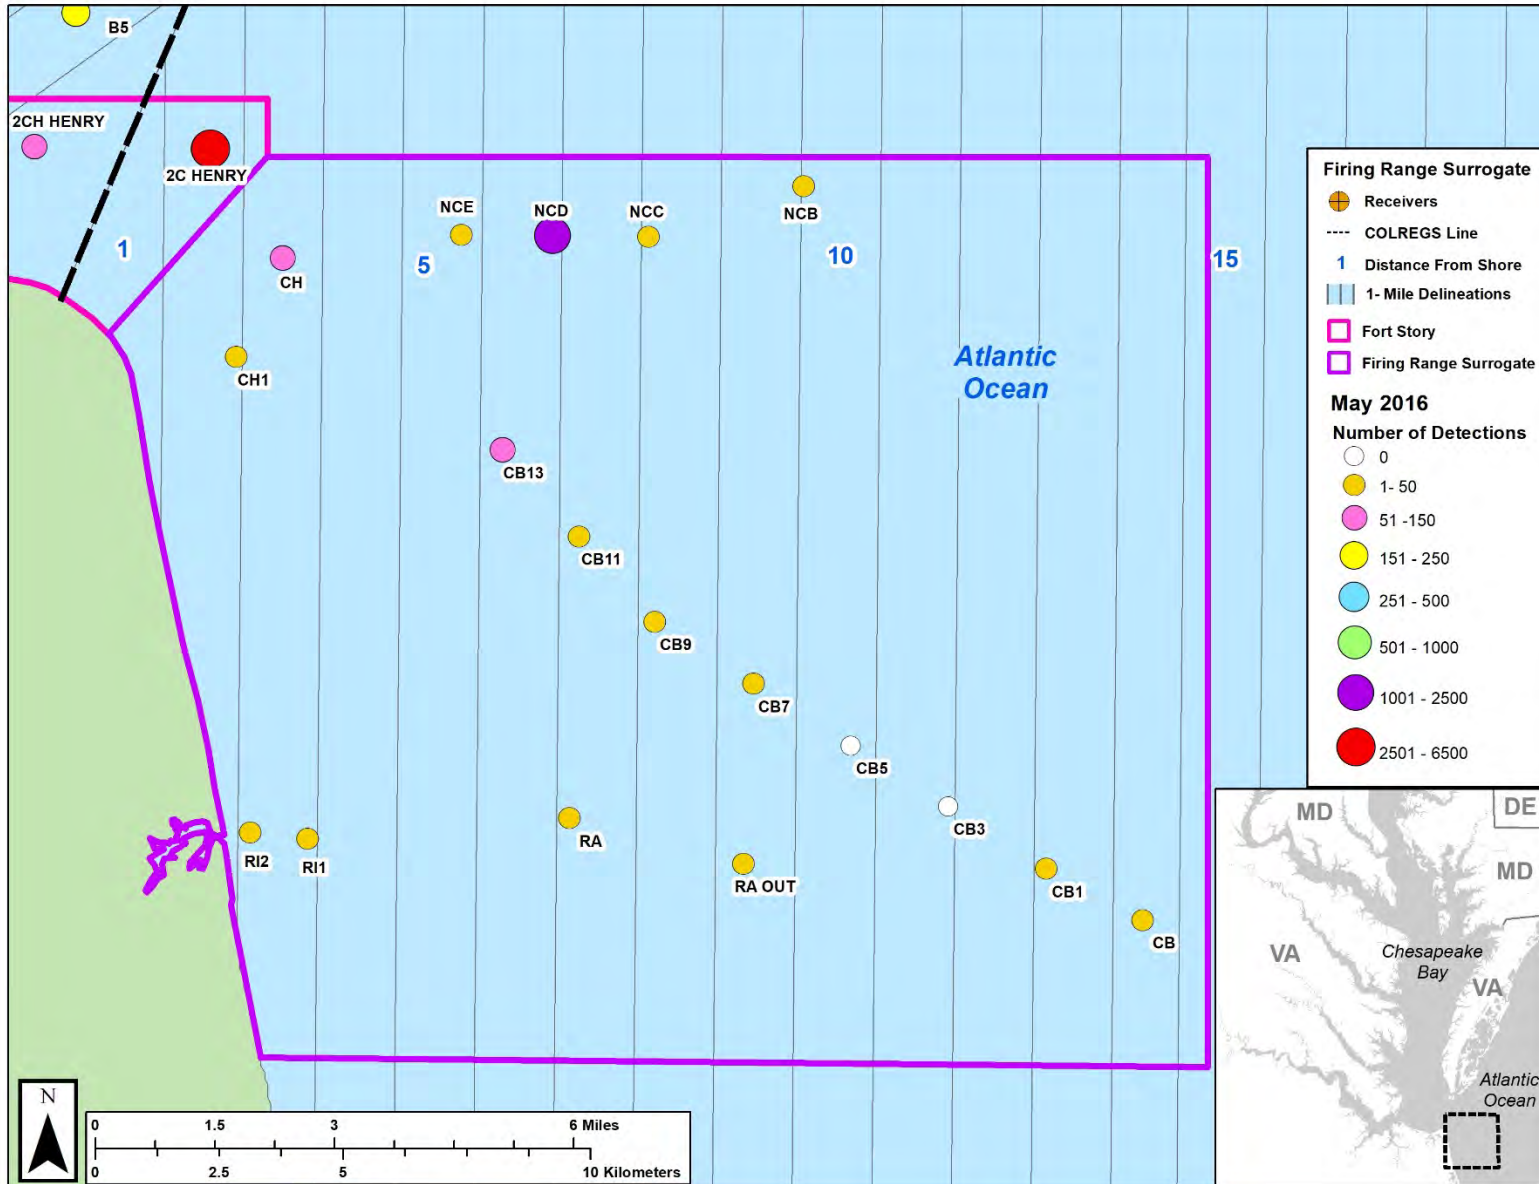 B5
2CH HENRY
2C HENRY
1
NCE
NCD
NCC
NCB
CH
5
10
15
CH1
Atlantic
Ocean
CB13
CB11
CB9
CB7
CB5
CB3
RI2
RI1
RA
RA OUT
CB1
CB
N
0 1.5 3 6 Miles
0 2.5 5 10 Kilometers
Firing Range Surrogate
Receivers
COLREGS Line
1 Distance From Shore
1- Mile Delineations
Fort Story
Firing Range Surrogate
May 2016
Number of Detections
0
1- 50
51 -150
151 - 250
251 - 500
501 - 1000
1001 - 2500
2501 - 6500
MD
DE
MD
VA
Chesapeake
Bay
VA
Atlantic
Ocean